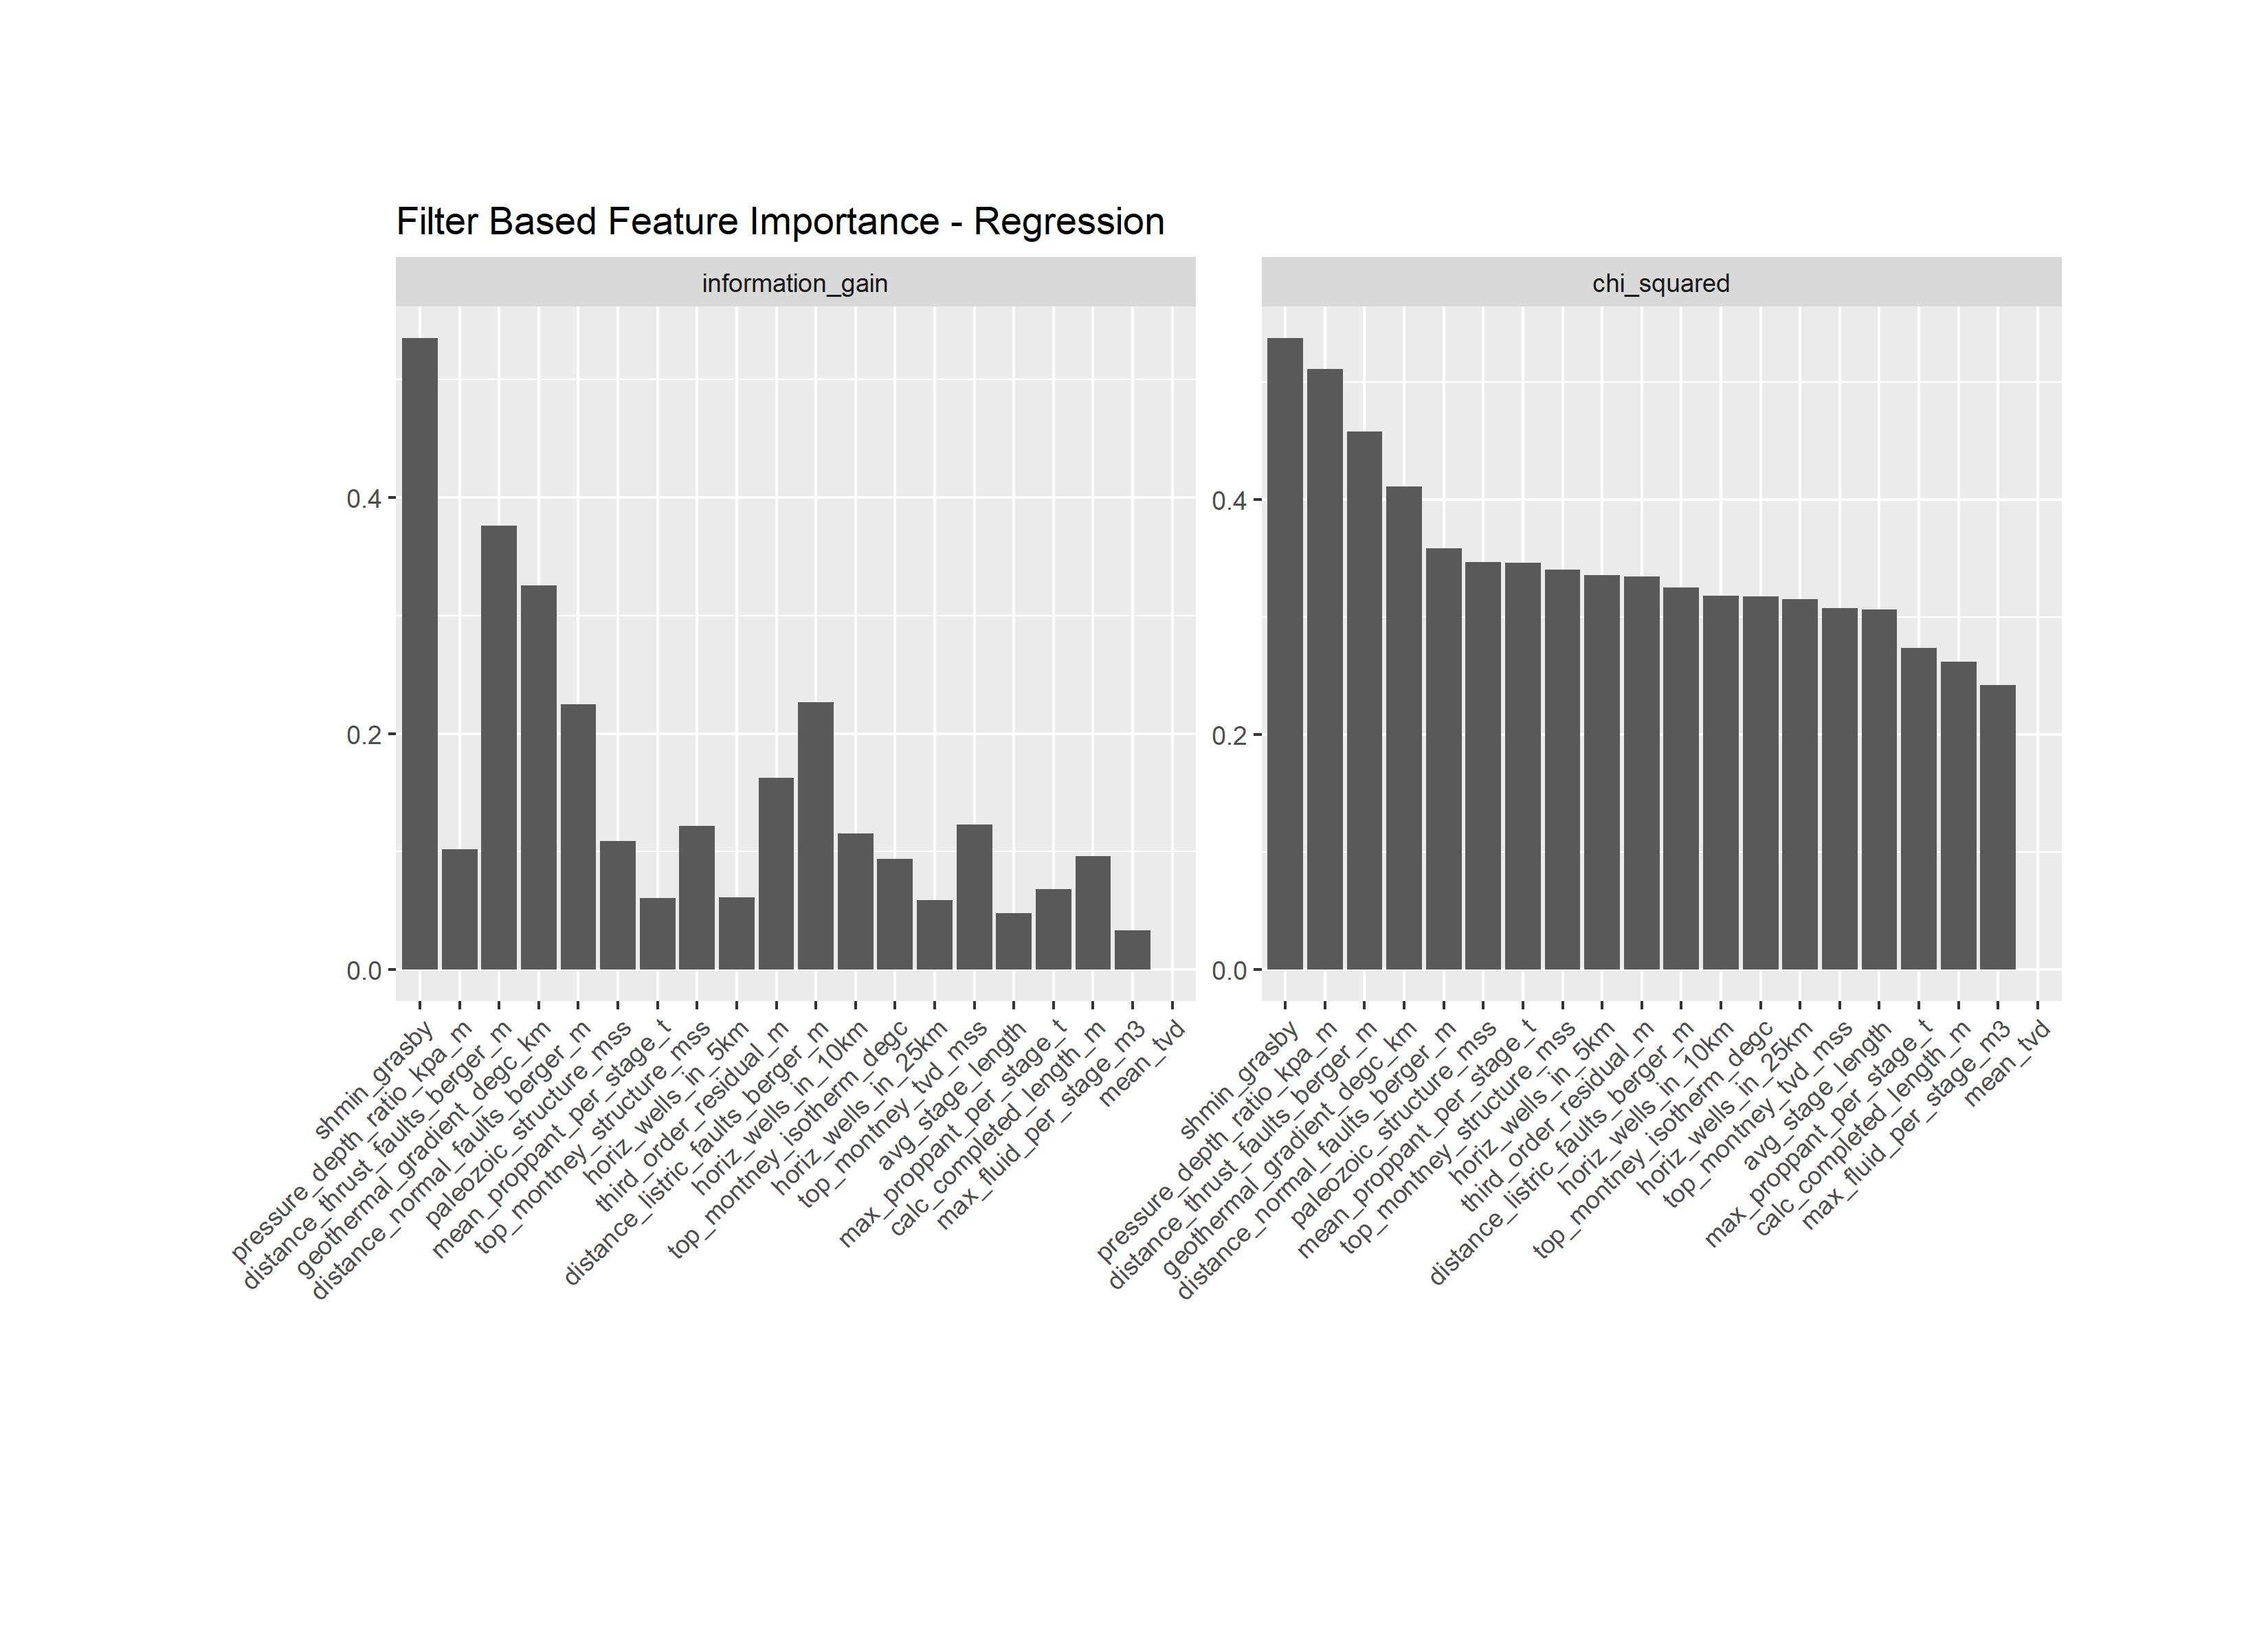 Filter Based Feature Importance - Regression
information_gain
chi_squared
0.4
0.2
0.0
0.4
0.2
0.0
shmin_grasby
pressure_depth_ratio_kpa_m
distance_thrust_faults_berger_m
geothermal_gradient_degc_km
distance_normal_faults_berger_m
paleozoic_structure_mss
mean_proppant_per_stage_t
top_montney_structure_mss
horiz_wells_in_5km
third_order_residual_m
distance_listric_faults_berger_m
horiz_wells_in_10km
top_montney_isotherm_degc
horiz_wells_in_25km
top_montney_tvd_mss
avg_stage_length
max_proppant_per_stage_t
calc_completed_length_m
max_fluid_per_stage_m3
mean_tvd
shmin_grasby
pressure_depth_ratio_kpa_m
distance_thrust_faults_berger_m
geothermal_gradient_degc_km
distance_normal_faults_berger_m
paleozoic_structure_mss
mean_proppant_per_stage_t
top_montney_structure_mss
horiz_wells_in_5km
third_order_residual_m
distance_listric_faults_berger_m
horiz_wells_in_10km
top_montney_isotherm_degc
horiz_wells_in_25km
top_montney_tvd_mss
avg_stage_length
max_proppant_per_stage_t
calc_completed_length_m
max_fluid_per_stage_m3
mean_tvd